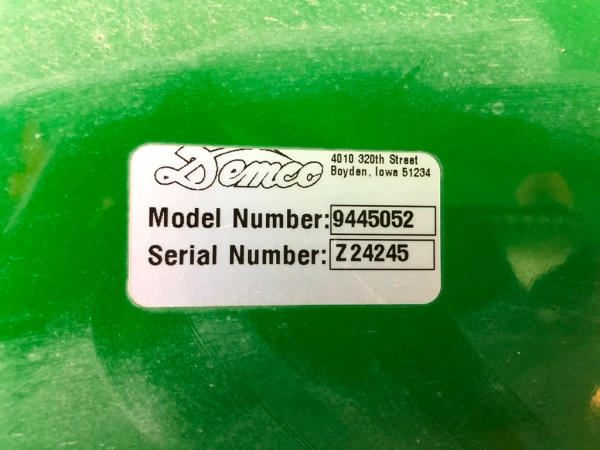 Demco
4010 320th Street
Boyden, Iowa 51234
Model Number: 9445052
Serial Number: Z24245